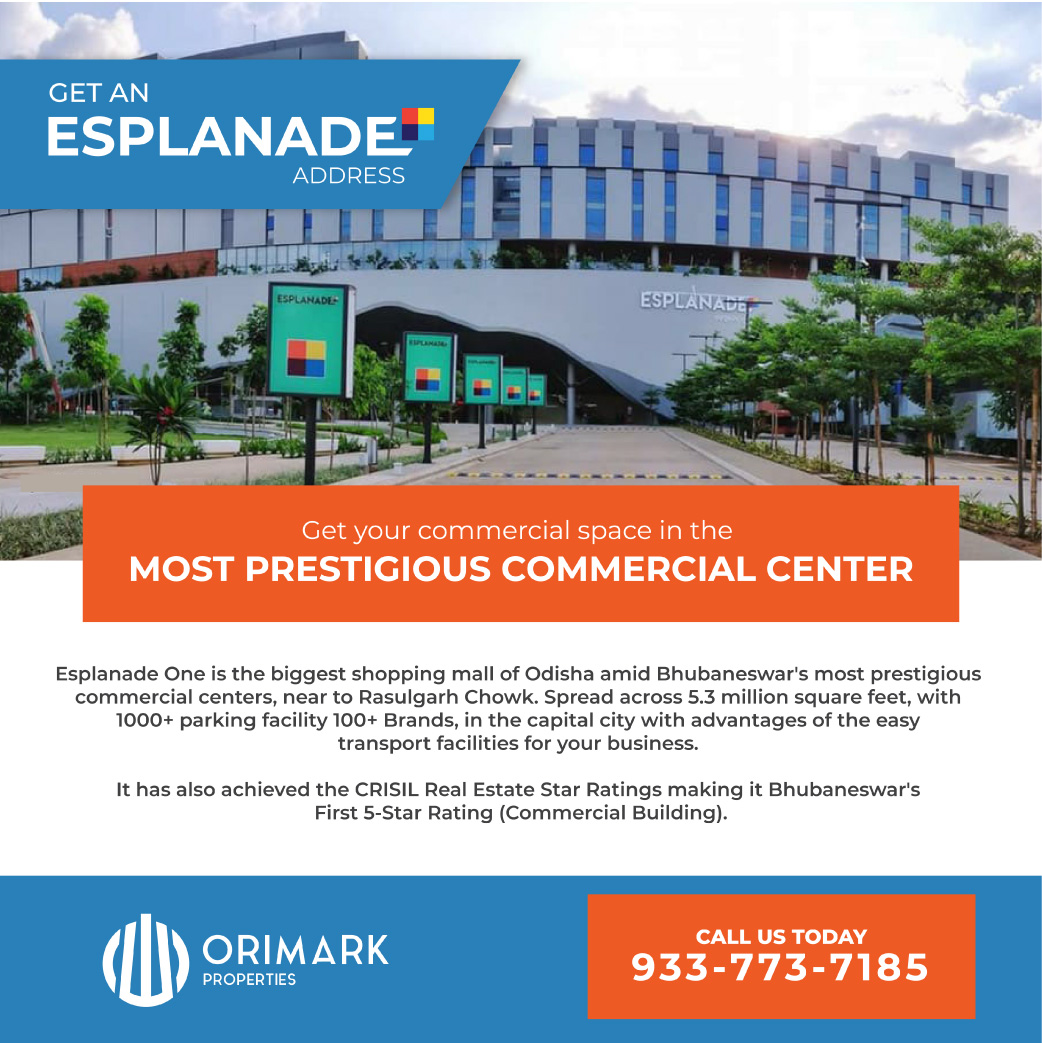 GET AN
ESPLANADE
ADDRESS
ESPLANADE
ESPLANADE
ESPLANADE
ESPLANADE
Get your commercial space in the
MOST PRESTIGIOUS COMMERCIAL CENTER
Esplanade One is the biggest shopping mall of Odisha amid Bhubaneswar's most prestigious
commercial centers, near to Rasulgarh Chowk. Spread across 5.3 million square feet, with
1000+ parking facility 100+ Brands, in the capital city with advantages of the easy
transport facilities for your business.
It has also achieved the CRISIL Real Estate Star Ratings making it Bhubaneswar's
First 5-Star Rating (Commercial Building).
ORIMARK
PROPERTIES
CALL US TODAY
933-773-7185